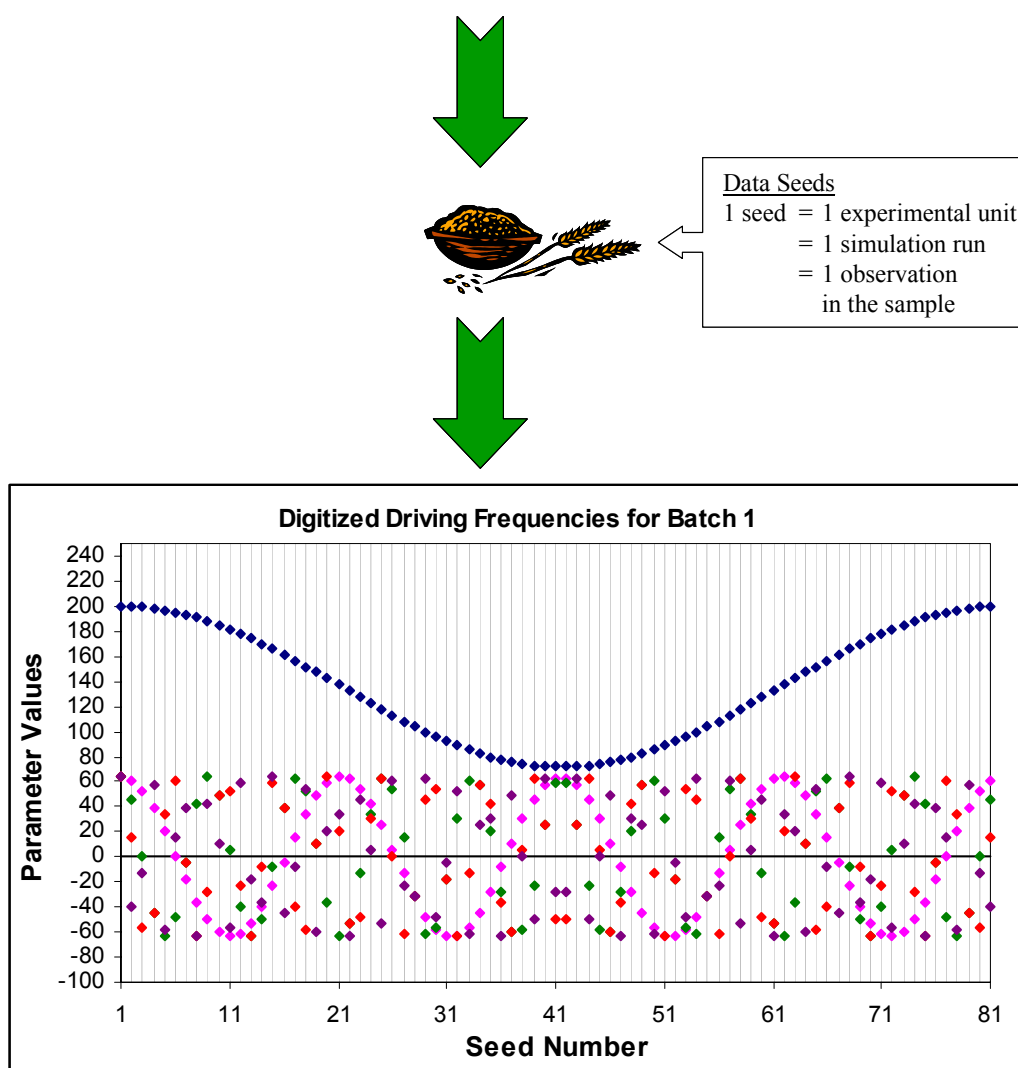 Data Seeds
1 seed = 1 experimental unit
= 1 simulation run
= 1 observation
in the sample
Digitized Driving Frequencies for Batch 1
240
220
200
180
160
140
120
100
80
60
40
20
0
-20
-40
-60
-80
-100
Parameter Values
1 11 21 31 41 51 61 71 81
Seed Number